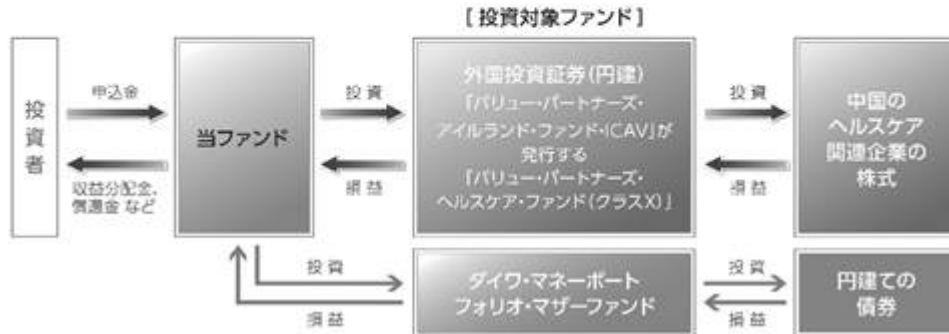 [投資対象ファンド]
投資者
申込金
収益分配金、
償還金 など
当ファンド
投資
損益
外国投資証券(円建)
「バリュー・パートナーズ・
アイルランド・ファンド・ICAV」が
発行する
「バリュー・パートナーズ・
ヘルスケア・ファンド(クラスX)」
投資
損益
中国の
ヘルスケア
関連企業の
株式
投資
損益
ダイワ・マネーポート
フォリオ・マザーファンド
投資
損益
円建ての
債券